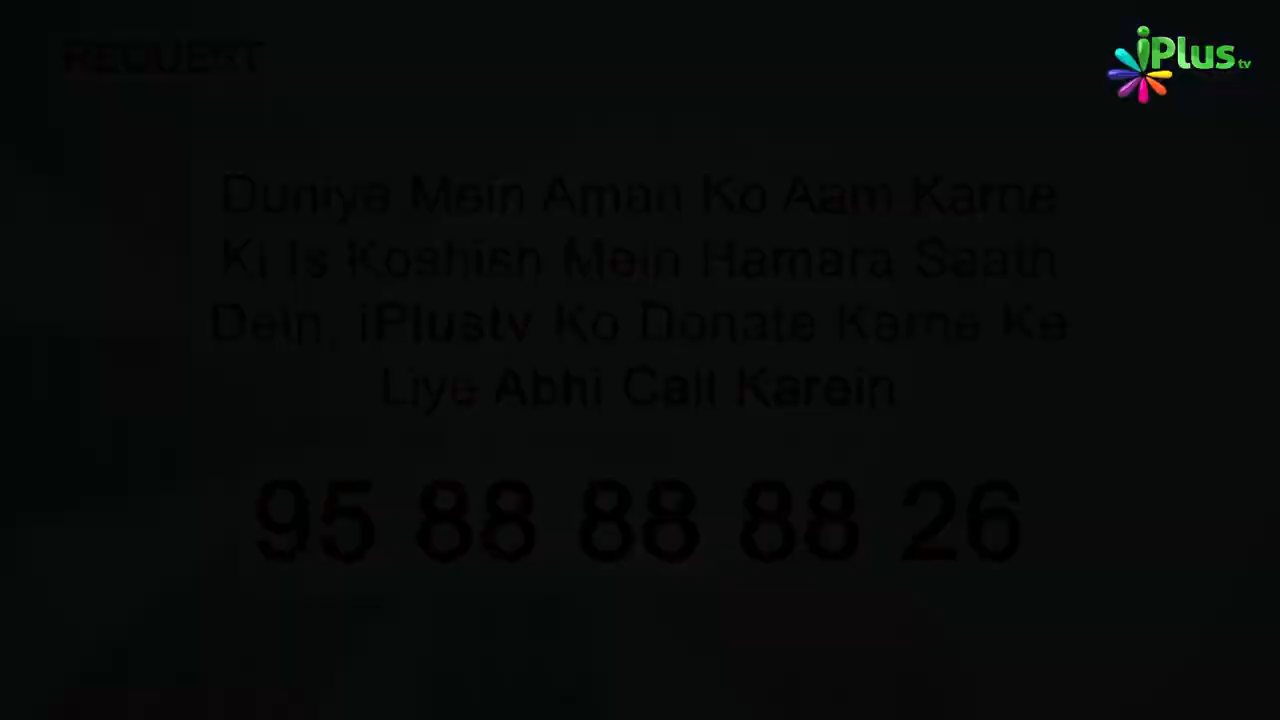 REQUEST
iPlus tv
Duniya Mein Aman Ko Aam Karne
Ki Is Koshish Mein Hamara Saath
Dein, iPlustv Ko Donate Karne Ke
Liye Abhi Call Karein
95 88 88 88 26